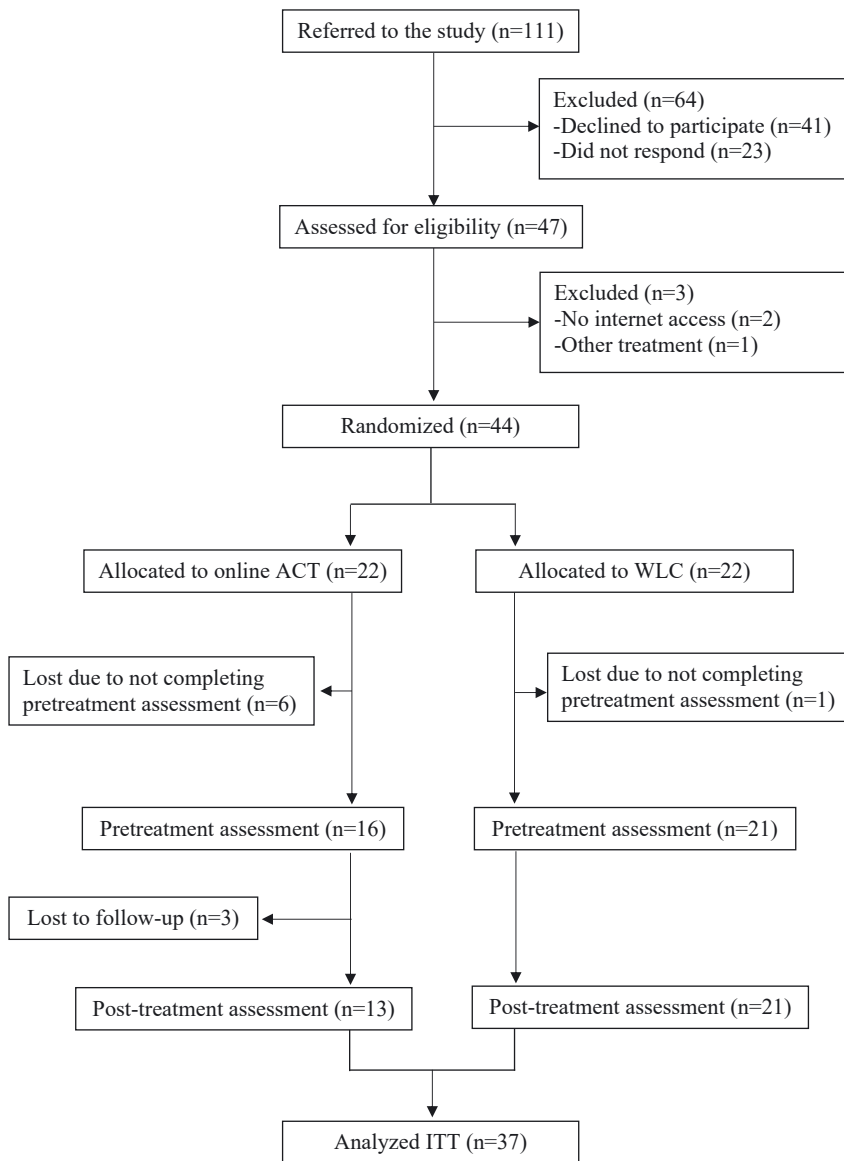 Referred to the study (n=111)
Excluded (n=64)
-Declined to participate (n=41)
-Did not respond (n=23)
Assessed for eligibility (n=47)
Excluded (n=3)
-No internet access (n=2)
-Other treatment (n=1)
Randomized (n=44)
Allocated to online ACT (n=22)
Allocated to WLC (n=22)
Lost due to not completing
pretreatment assessment (n=6)
Lost due to not completing
pretreatment assessment (n=1)
Pretreatment assessment (n=16)
Pretreatment assessment (n=21)
Lost to follow-up (n=3)
Post-treatment assessment (n=13)
Post-treatment assessment (n=21)
Analyzed ITT (n=37)